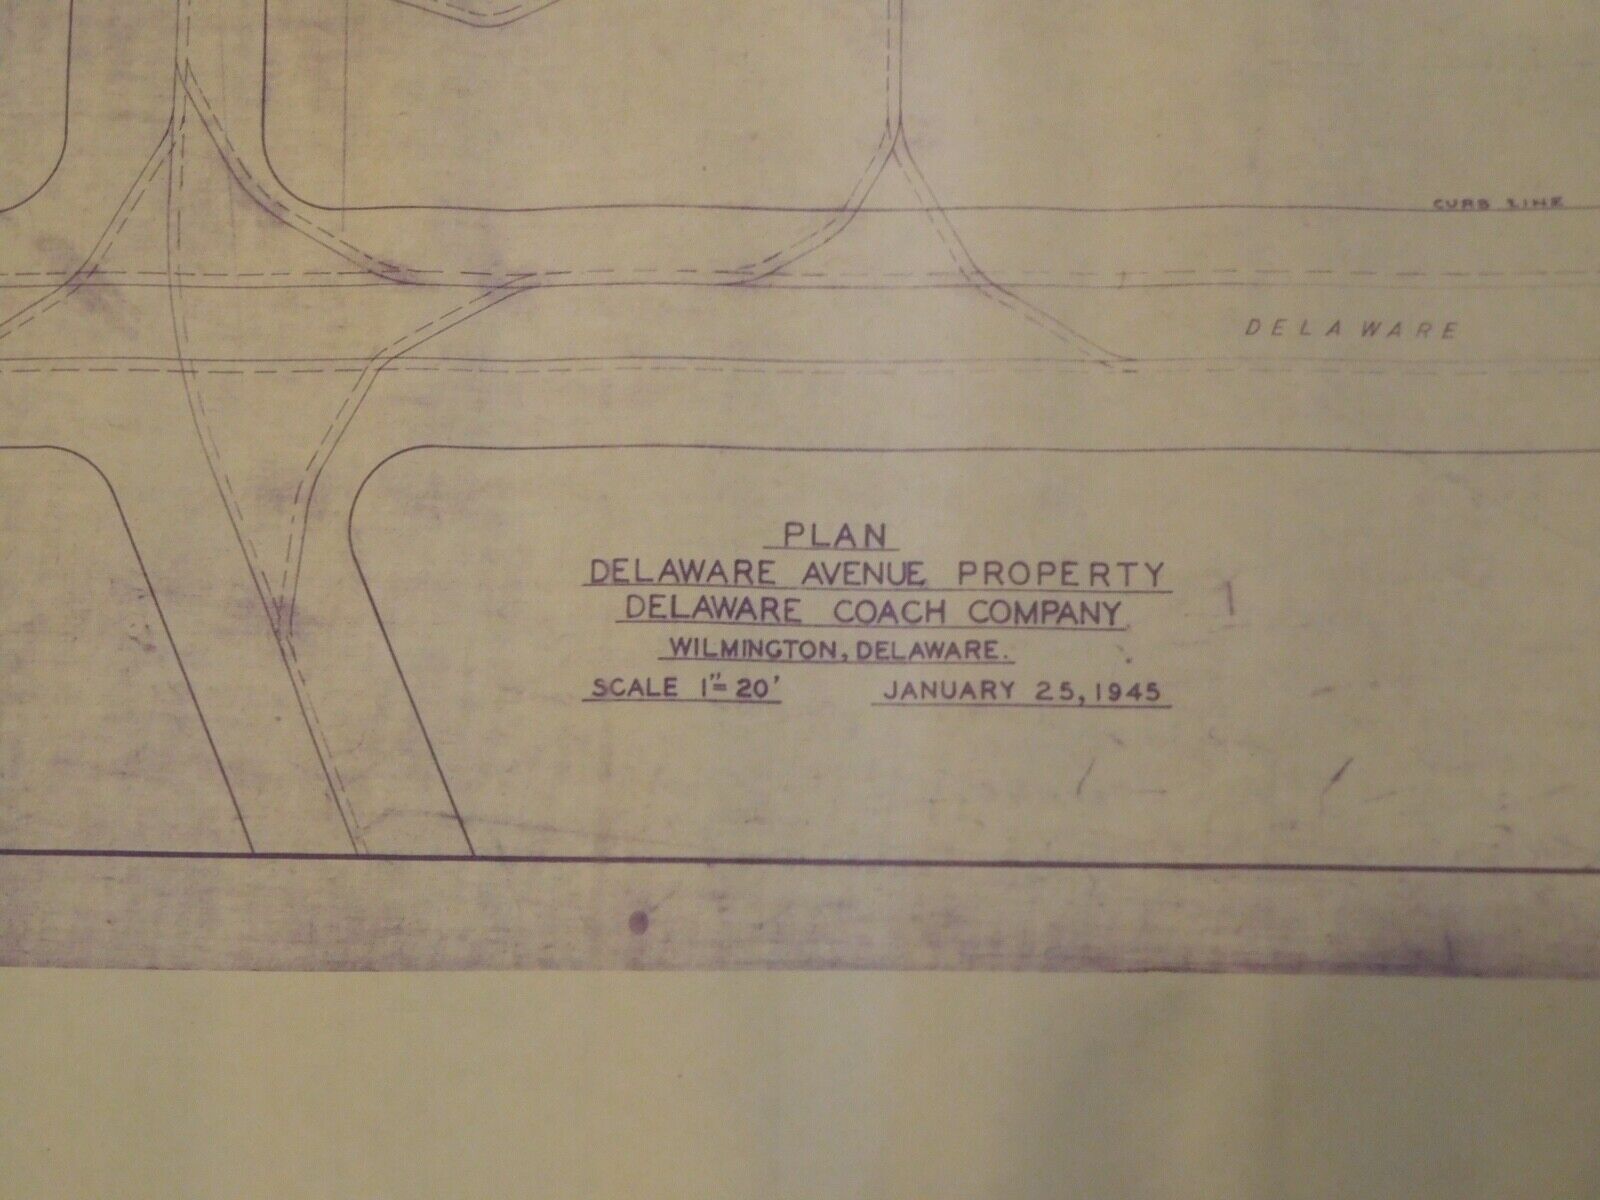 CURB LINE
DELAWARE
PLAN
DELAWARE AVENUE PROPERTY
DELAWARE COACH COMPANY
WILMINGTON, DELAWARE.
SCALE 1"=20' JANUARY 25, 1945